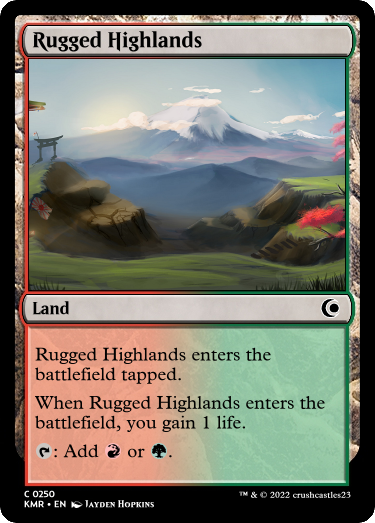 Rugged Highlands
Land
Rugged Highlands enters the
battlefield tapped.
When Rugged Highlands enters the
battlefield, you gain 1 life.
: Add or .
C 0250
KMR • EN Jayden Hopkins
™ & © 2022 crushcastles23